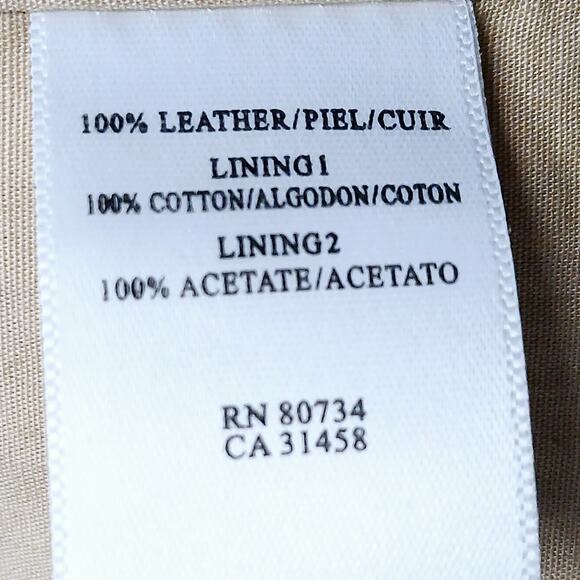 100% LEATHER/PIEL/CUIR
LINING1
100% COTTON/ALGODON/COTON
LINING2
100% ACETATE/ACETATO
RN 80734
CA 31458